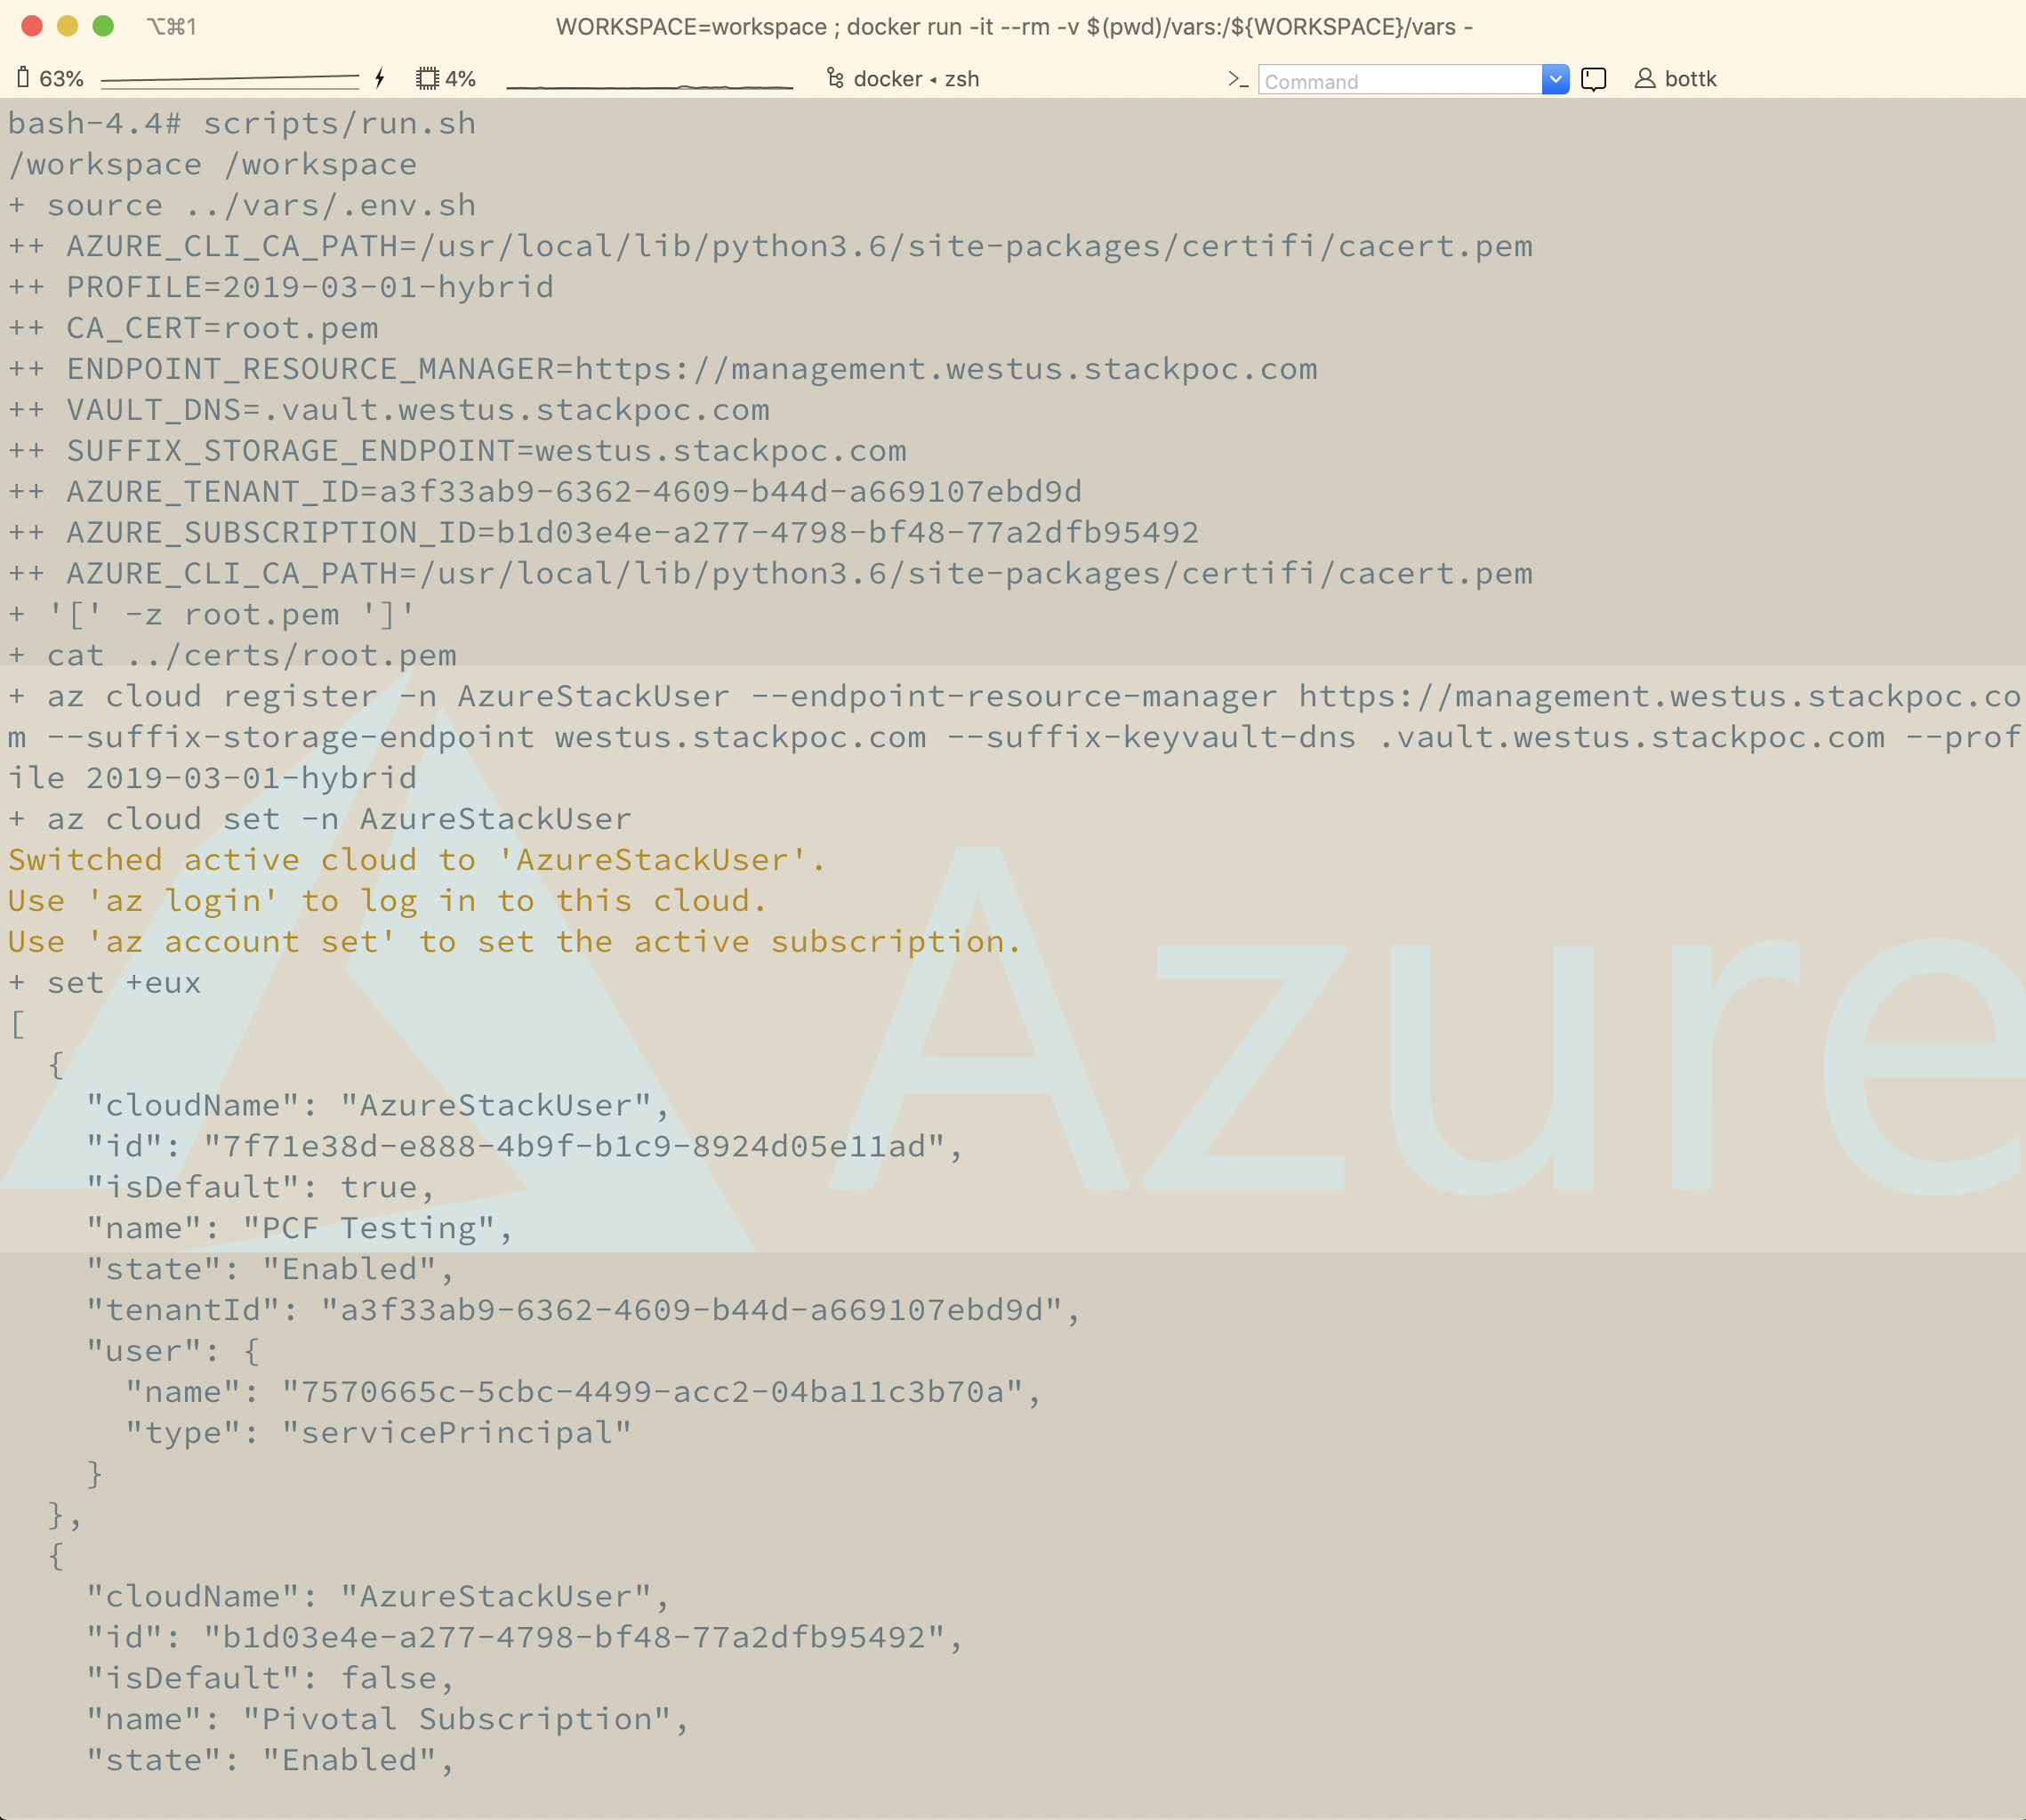 ⌥⌘1 WORKSPACE=workspace ; docker run -it --rm -v $(pwd)/vars:/${WORKSPACE}/vars -
63% 4% docker ◂ zsh >_ Command bottk
bash-4.4# scripts/run.sh
/workspace /workspace
+ source ../vars/.env.sh
++ AZURE_CLI_CA_PATH=/usr/local/lib/python3.6/site-packages/certifi/cacert.pem
++ PROFILE=2019-03-01-hybrid
++ CA_CERT=root.pem
++ ENDPOINT_RESOURCE_MANAGER=https://management.westus.stackpoc.com
++ VAULT_DNS=.vault.westus.stackpoc.com
++ SUFFIX_STORAGE_ENDPOINT=westus.stackpoc.com
++ AZURE_TENANT_ID=a3f33ab9-6362-4609-b44d-a669107ebd9d
++ AZURE_SUBSCRIPTION_ID=b1d03e4e-a277-4798-bf48-77a2dfb95492
++ AZURE_CLI_CA_PATH=/usr/local/lib/python3.6/site-packages/certifi/cacert.pem
+ '[' -z root.pem ']'
+ cat ../certs/root.pem
+ az cloud register -n AzureStackUser --endpoint-resource-manager https://management.westus.stackpoc.co
m --suffix-storage-endpoint westus.stackpoc.com --suffix-keyvault-dns .vault.westus.stackpoc.com --prof
ile 2019-03-01-hybrid
+ az cloud set -n AzureStackUser
Switched active cloud to 'AzureStackUser'.
Use 'az login' to log in to this cloud.
Use 'az account set' to set the active subscription.
+ set +eux
[
  {
    "cloudName": "AzureStackUser",
    "id": "7f71e38d-e888-4b9f-b1c9-8924d05e11ad",
    "isDefault": true,
    "name": "PCF Testing",
    "state": "Enabled",
    "tenantId": "a3f33ab9-6362-4609-b44d-a669107ebd9d",
    "user": {
      "name": "7570665c-5cbc-4499-acc2-04ba11c3b70a",
      "type": "servicePrincipal"
    }
  },
  {
    "cloudName": "AzureStackUser",
    "id": "b1d03e4e-a277-4798-bf48-77a2dfb95492",
    "isDefault": false,
    "name": "Pivotal Subscription",
    "state": "Enabled",
Azure